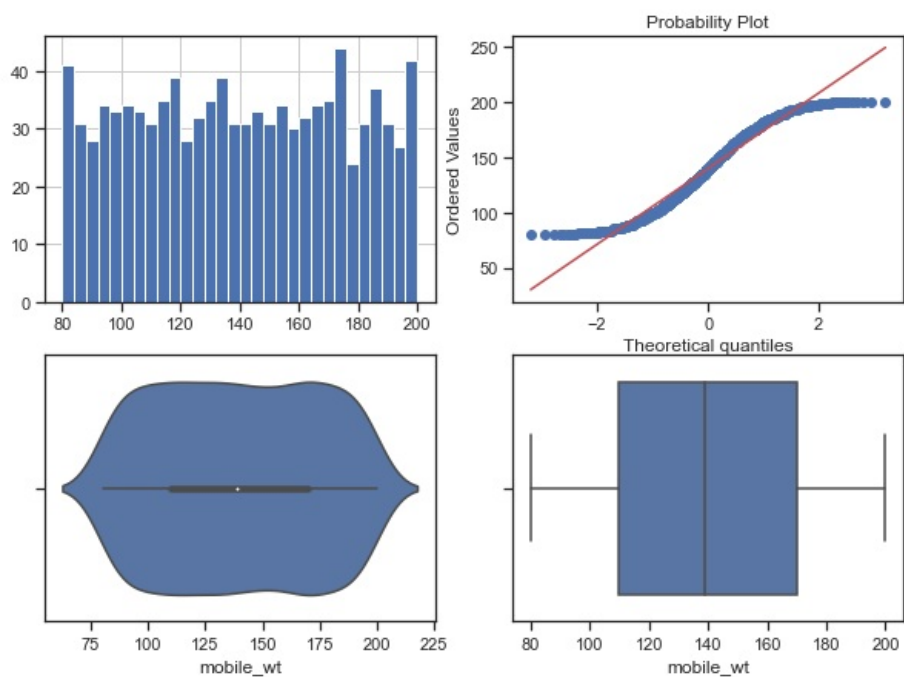 Probability Plot
40
30
20
10
0
80 100 120 140 160 180 200
Ordered Values
250
200
150
100
50
−2 0 2
Theoretical quantiles
75 100 125 150 175 200 225
mobile_wt
80 100 120 140 160 180 200
mobile_wt